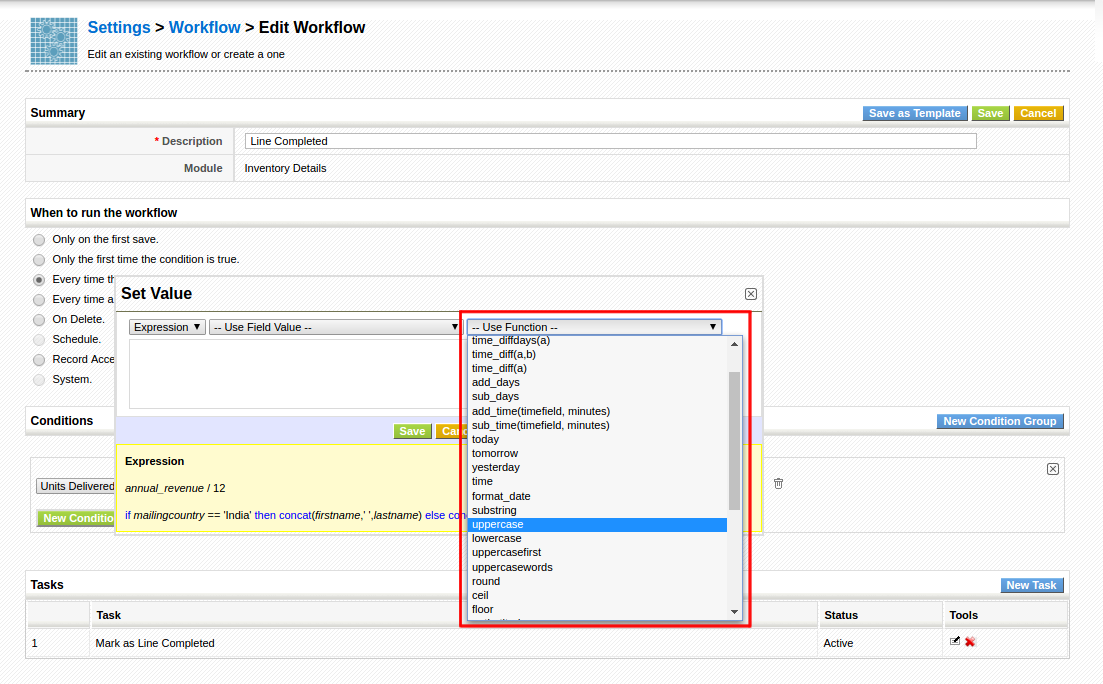 Settings > Workflow > Edit Workflow
Edit an existing workflow or create a one
Summary
Save as Template Save Cancel
* Description Line Completed
Module Inventory Details
When to run the workflow
Only on the first save.
Only the first time the condition is true.
Every time th
Every time a
On Delete.
Schedule.
Record Acce
System.
Set Value
Expression -- Use Field Value -- -- Use Function --
time_diffdays(a)
time_diff(a,b)
time_diff(a)
add_days
sub_days
add_time(timefield, minutes)
sub_time(timefield, minutes)
today
tomorrow
yesterday
time
format_date
substring
uppercase
lowercase
uppercasefirst
uppercasewords
round
ceil
floor
Save Canc
Expression
annual_revenue / 12
if mailingcountry == 'India' then concat(firstname,' ',lastname) else con
Conditions
New Condition Group
Units Delivered
New Conditio
Tasks
New Task
Task Status Tools
1 Mark as Line Completed Active